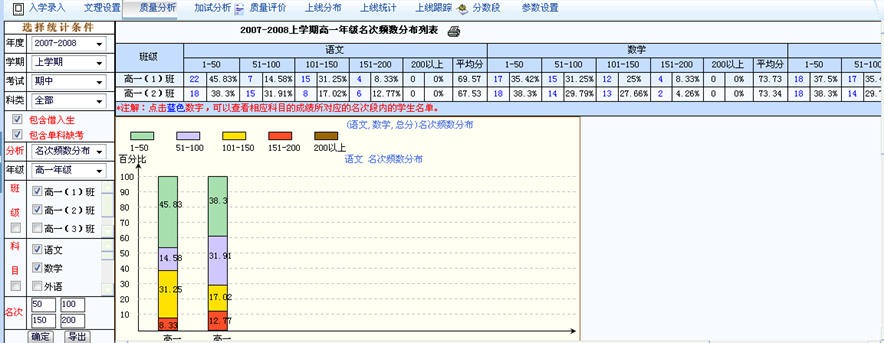 入学录入 文理设置 质量分析 加试分析 质量评价 上线分布 上线统计 上线跟踪 分数段 参数设置
选择统计条件
年度 2007-2008
学期 上学期
考试 期中
科类 全部
包含借入生
包含单科缺考
分析 名次频数分布
年级 高一年级
班级
高一(1)班
高一(2)班
高一(3)班
科目
语文
数学
外语
名次 50 100
150 200
确定 导出
2007-2008上学期高一年级名次频数分布列表
班级 语文 数学
1-50 51-100 101-150 151-200 200以上 平均分 1-50 51-100 101-150 151-200 200以上 平均分 1-50 51-100
高一(1)班 22 45.83% 7 14.58% 15 31.25% 4 8.33% 0 0% 69.57 17 35.42% 15 31.25% 12 25% 4 8.33% 0 0% 73.73 18 37.5% 17 35.4
高一(2)班 18 38.3% 15 31.91% 8 17.02% 6 12.77% 0 0% 67.53 18 38.3% 14 29.79% 13 27.66% 2 4.26% 0 0% 73.34 18 38.3% 14 29.7
*注解:点击蓝色数字,可以查看相应科目的成绩所对应的名次段内的学生名单。
(语文,数学,总分)名次频数分布
1-50 51-100 101-150 151-200 200以上
百分比 语文 名次频数分布
100
90
80
70
60
50
40
30
20
10
45.83
14.58
31.25
8.33
38.3
31.91
17.02
12.77
高一 高一